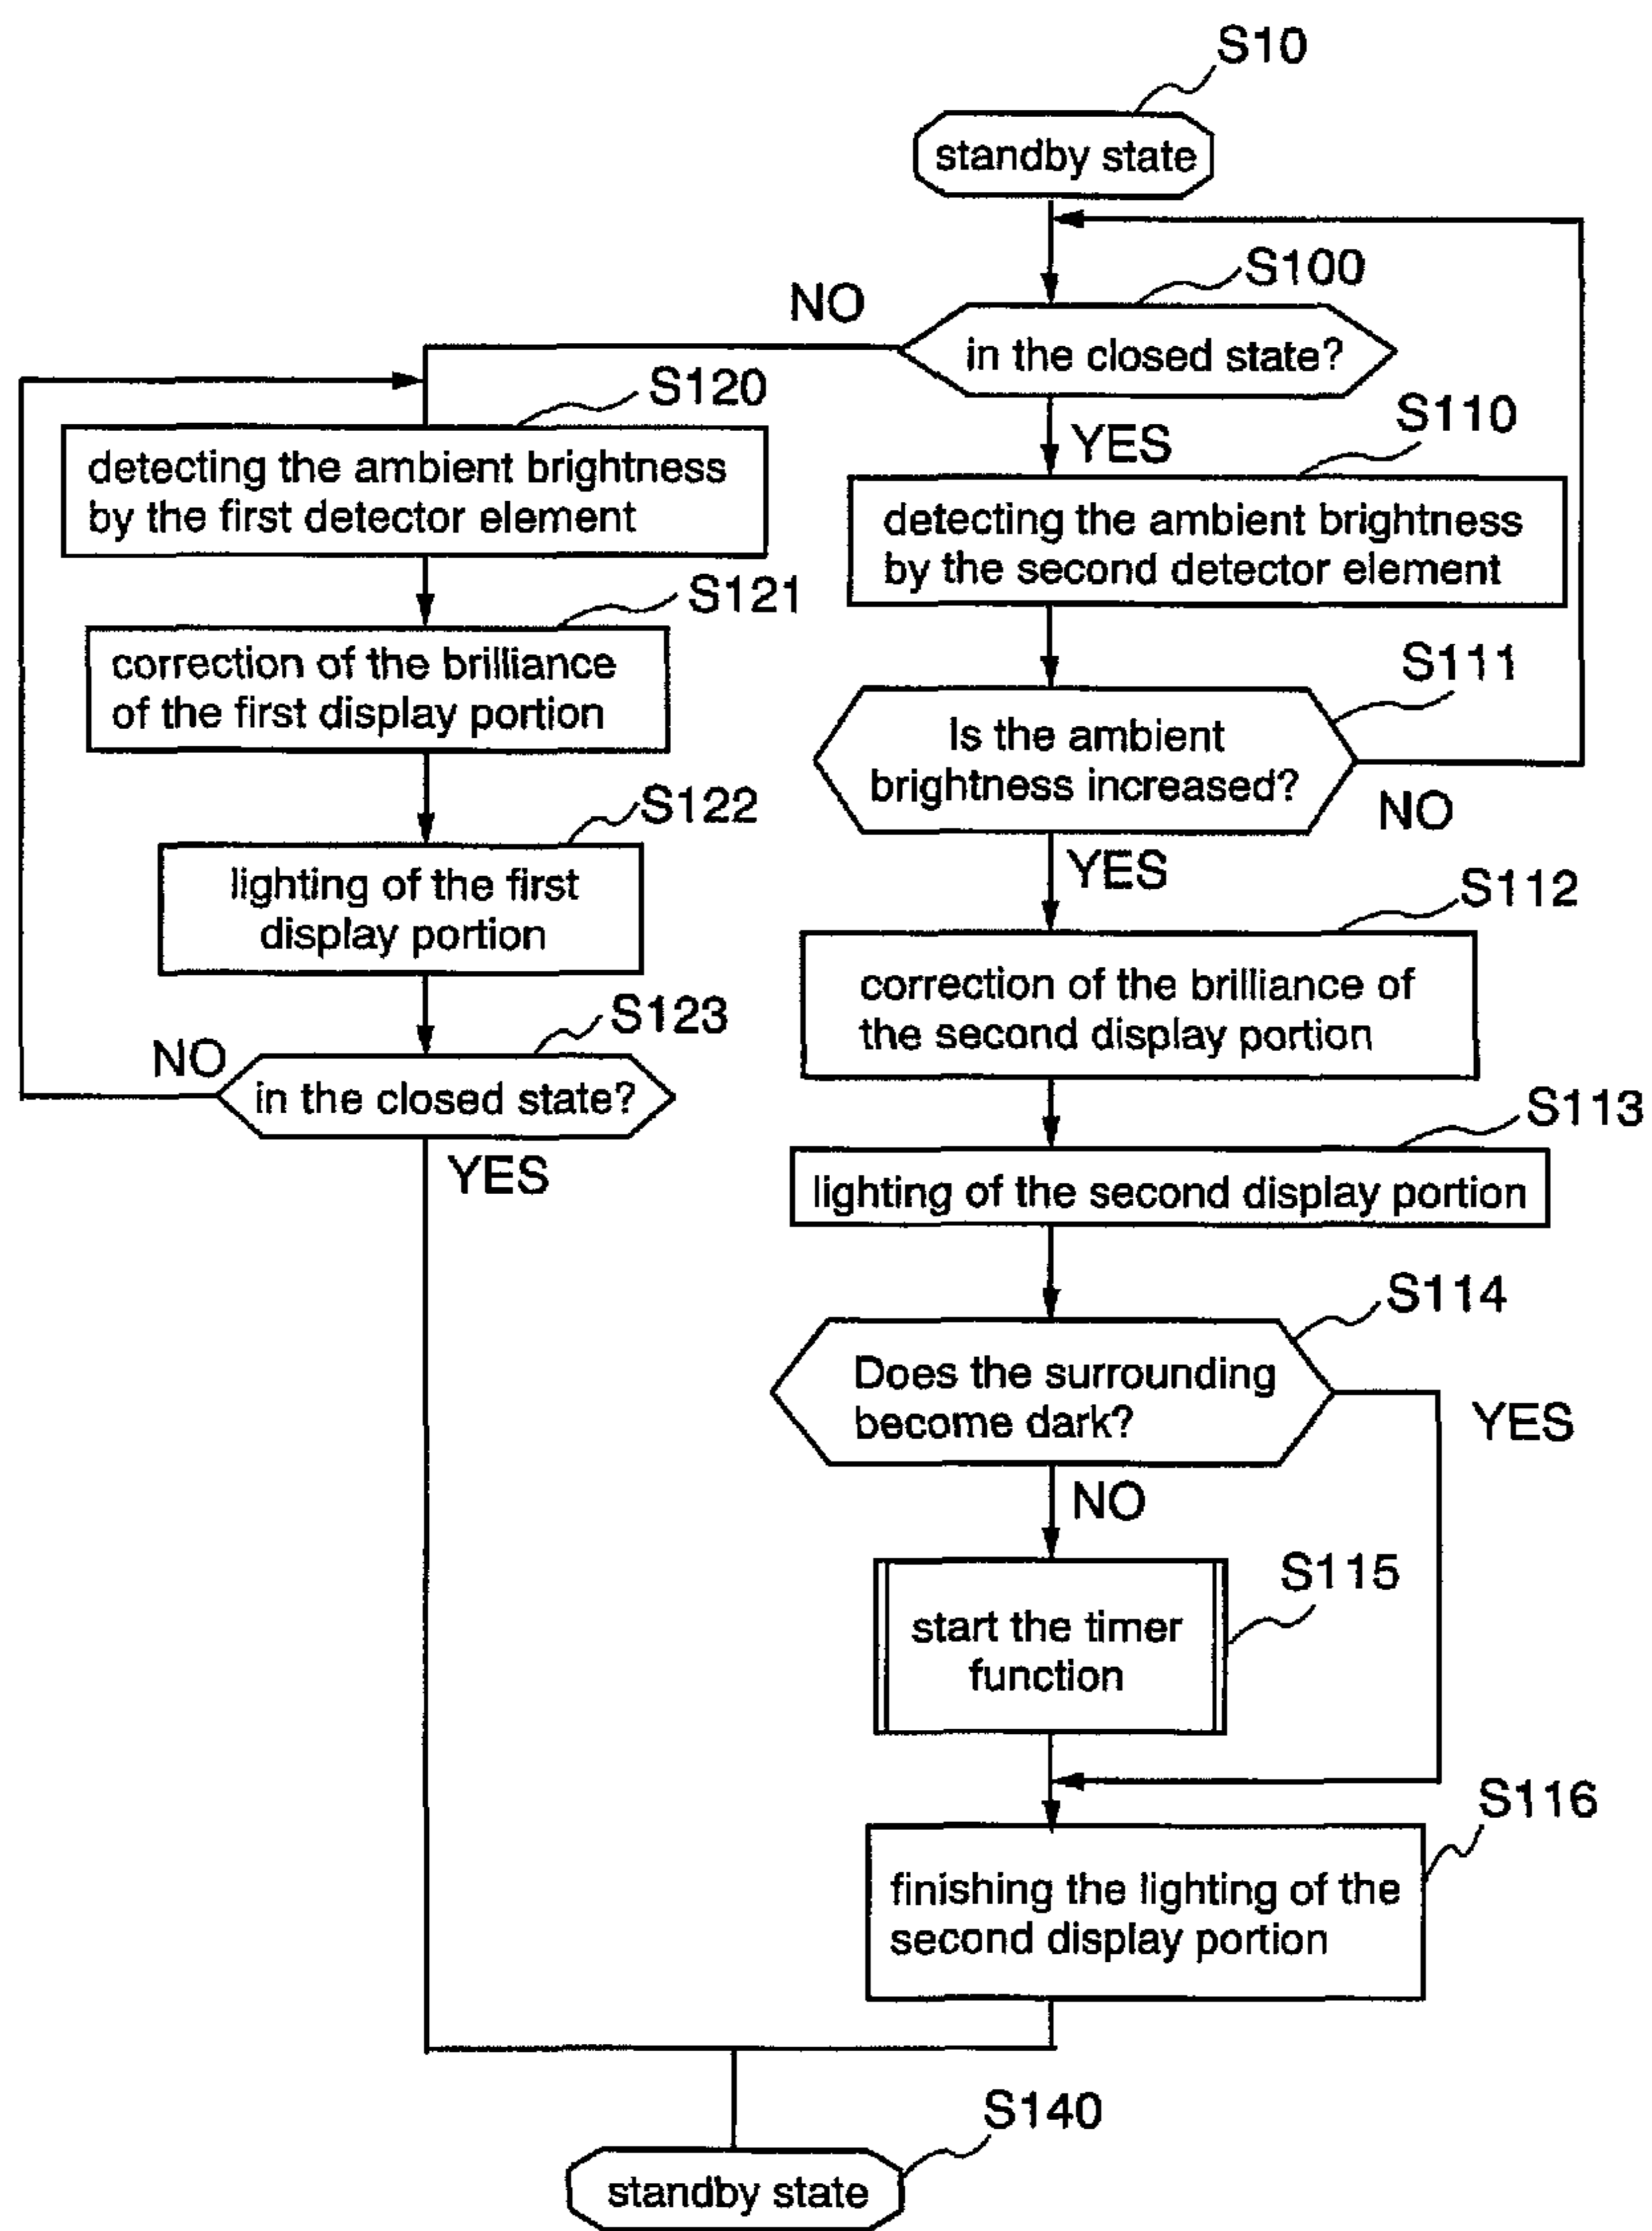 S10
standby state
S100
NO
in the closed state?
S120
S110
YES
detecting the ambient brightness
by the first detector element
detecting the ambient brightness
by the second detector element
S121
S111
correction of the brilliance
of the first display portion
Is the ambient
brightness increased?
S122
NO
YES
lighting of the first
display portion
S112
correction of the brilliance of
the second display portion
S123
NO
in the closed state?
S113
YES
lighting of the second display portion
S114
Does the surrounding
become dark?
YES
NO
S115
start the timer
function
S116
finishing the lighting of the
second display portion
S140
standby state